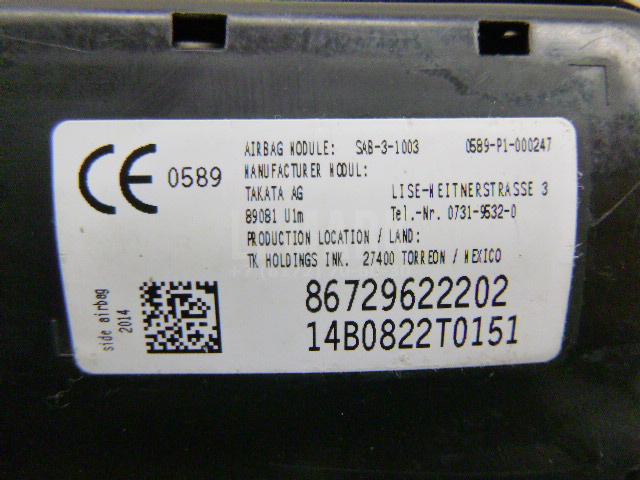 CE 0589
AIRBAG MODULE: SAB-3-1003 0589-P1-000247
MANUFACTURER MODUL:
TAKATA AG LISE-MEITNERSTRASSE 3
89081 Ulm Tel.-Nr. 0731-9532-0
PRODUCTION LOCATION / LAND:
TK HOLDINGS INK. 27400 TORREON / MEXICO
86729622202
14B0822T0151
side airbag
2014